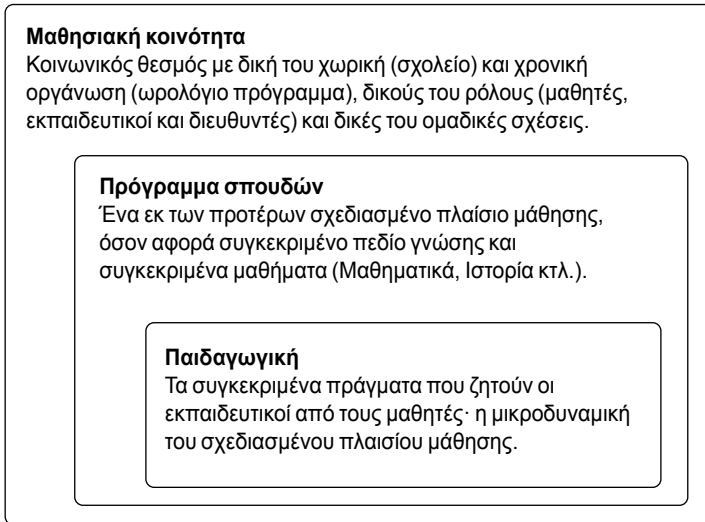 Μαθησιακή κοινότητα
Κοινωνικός θεσμός με δική του χωρική (σχολείο) και χρονική
οργάνωση (ωρολόγιο πρόγραμμα), δικούς του ρόλους (μαθητές,
εκπαιδευτικοί και διευθυντές) και δικές του ομαδικές σχέσεις.
Πρόγραμμα σπουδών
Ένα εκ των προτέρων σχεδιασμένο πλαίσιο μάθησης,
όσον αφορά συγκεκριμένο πεδίο γνώσης και
συγκεκριμένα μαθήματα (Μαθηματικά, Ιστορία κτλ.).
Παιδαγωγική
Τα συγκεκριμένα πράγματα που ζητούν οι
εκπαιδευτικοί από τους μαθητές· η μικροδυναμική
του σχεδιασμένου πλαισίου μάθησης.